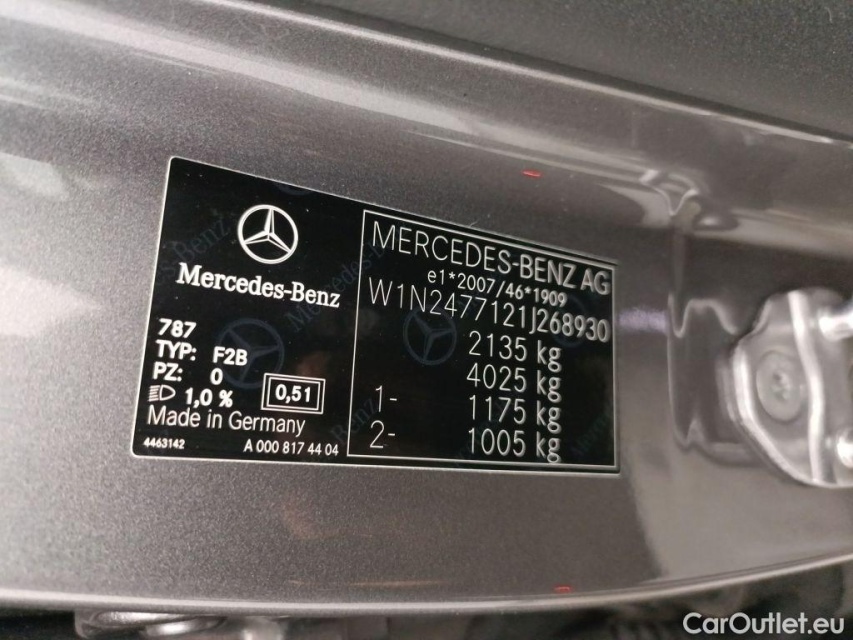 Mercedes-Benz
787
TYP: F2B
PZ: 0
1,0 %
0,51
Made in Germany
4463142 A 000 817 44 04
MERCEDES-BENZ AG
e1*2007/46*1909
W1N2477121J268930
2135 kg
4025 kg
1- 1175 kg
2- 1005 kg
CarOutlet.eu